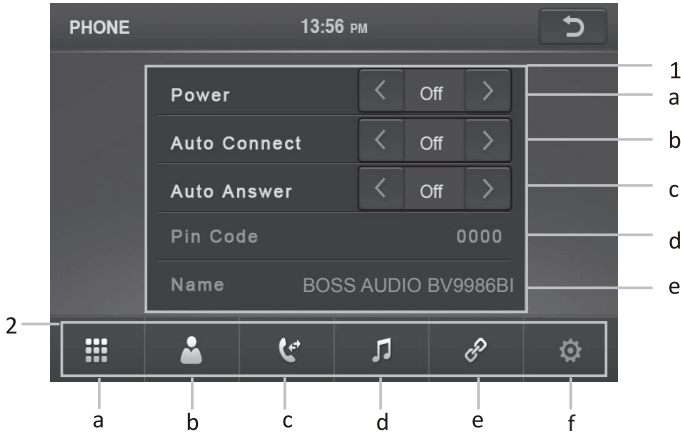 PHONE 13:56 PM
1
Power Off a
Auto Connect Off b
Auto Answer Off c
Pin Code 0000 d
Name BOSS AUDIO BV9986BI e
2
a b c d e f